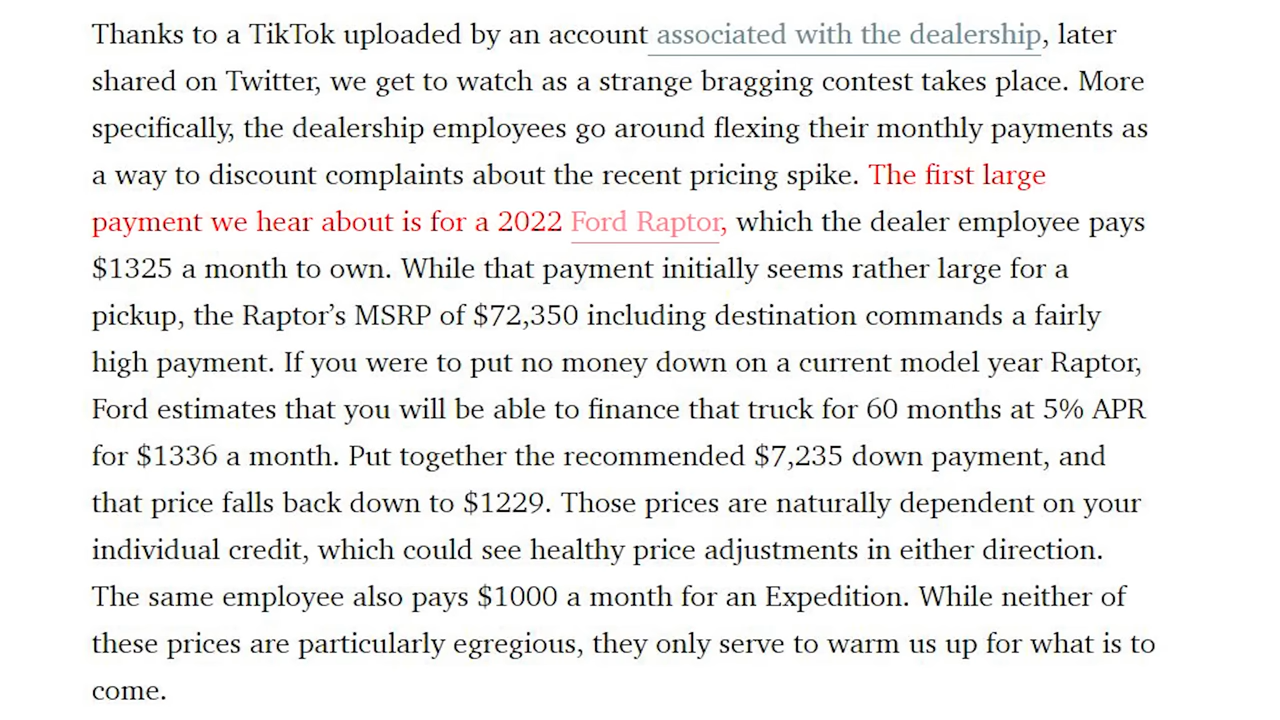 Thanks to a TikTok uploaded by an account associated with the dealership, later
shared on Twitter, we get to watch as a strange bragging contest takes place. More
specifically, the dealership employees go around flexing their monthly payments as
a way to discount complaints about the recent pricing spike. The first large
payment we hear about is for a 2022 Ford Raptor, which the dealer employee pays
$1325 a month to own. While that payment initially seems rather large for a
pickup, the Raptor’s MSRP of $72,350 including destination commands a fairly
high payment. If you were to put no money down on a current model year Raptor,
Ford estimates that you will be able to finance that truck for 60 months at 5% APR
for $1336 a month. Put together the recommended $7,235 down payment, and
that price falls back down to $1229. Those prices are naturally dependent on your
individual credit, which could see healthy price adjustments in either direction.
The same employee also pays $1000 a month for an Expedition. While neither of
these prices are particularly egregious, they only serve to warm us up for what is to
come.